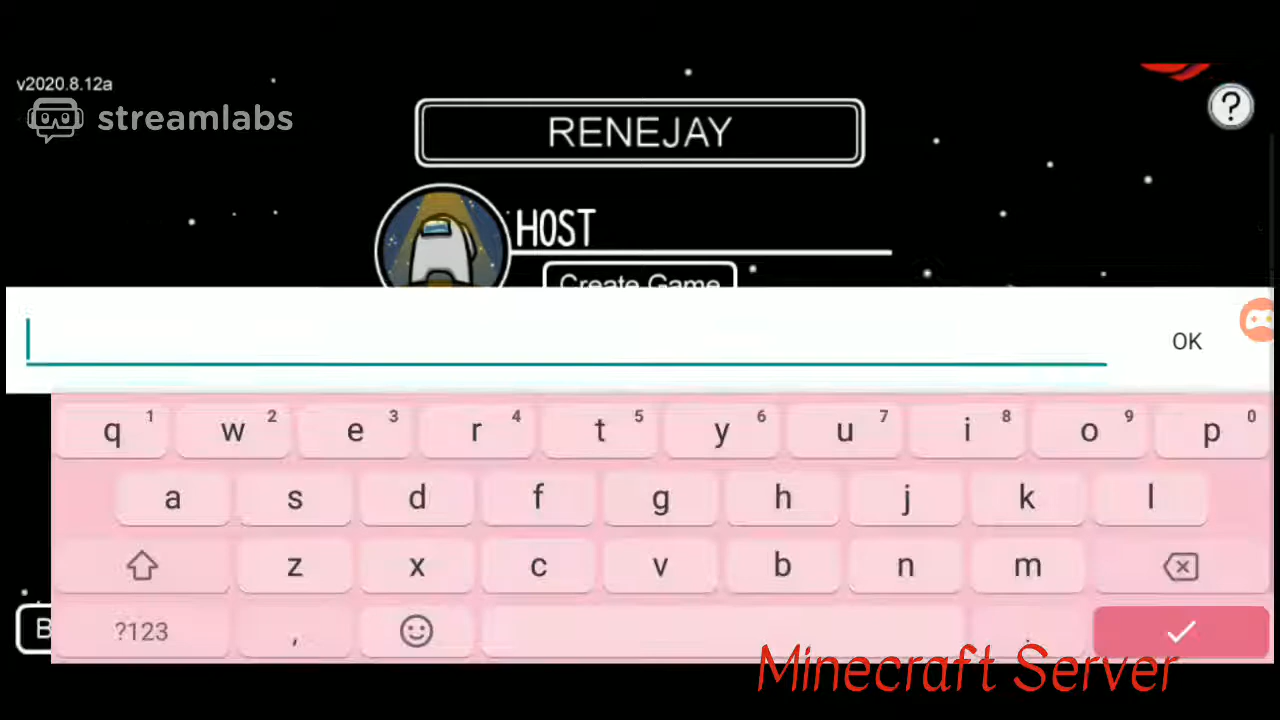 v2020.8.12a
streamlabs
RENEJAY
?
HOST
Create Game
OK
q 1 w 2 e 3 r 4 t 5 y 6 u 7 i 8 o 9 p 0
a s d f g h j k l
z x c v b n m
B ?123 , .
Minecraft Server